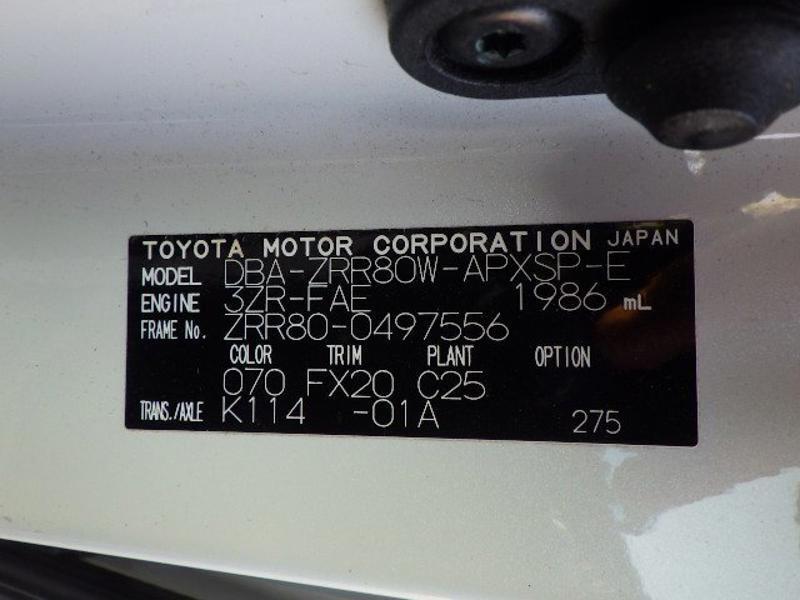 TOYOTA MOTOR CORPORATION JAPAN
MODEL DBA-ZRR80W-APXSP-E
ENGINE 3ZR-FAE 1986 mL
FRAME No. ZRR80-0497556
COLOR TRIM PLANT OPTION
070 FX20 C25
TRANS./AXLE K114 -01A 275